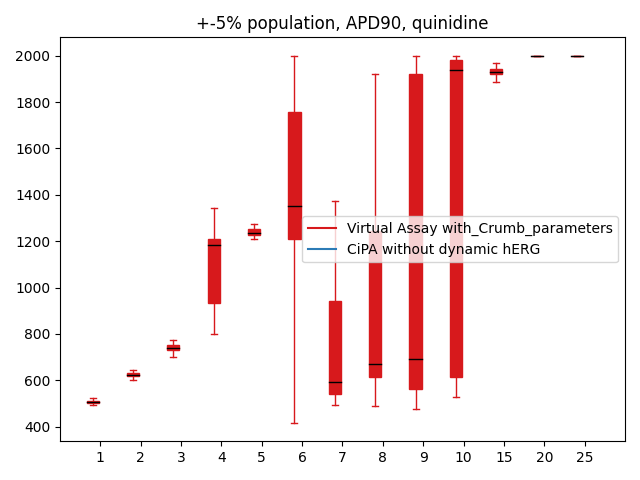 +-5% population, APD90, quinidine
2000
1800
1600
1400
1200
1000
800
600
400
Virtual Assay with_Crumb_parameters
CiPA without dynamic hERG
1 2 3 4 5 6 7 8 9 10 15 20 25